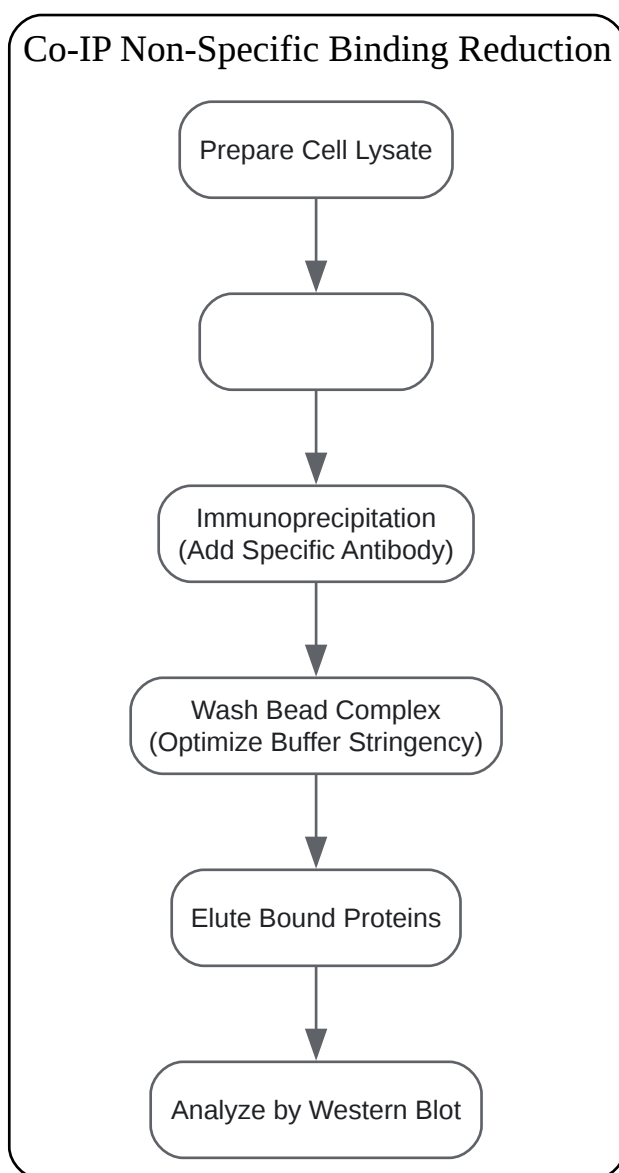 Co-IP Non-Specific Binding Reduction
Prepare Cell Lysate
Immunoprecipitation
(Add Specific Antibody)
Wash Bead Complex
(Optimize Buffer Stringency)
Elute Bound Proteins
Analyze by Western Blot